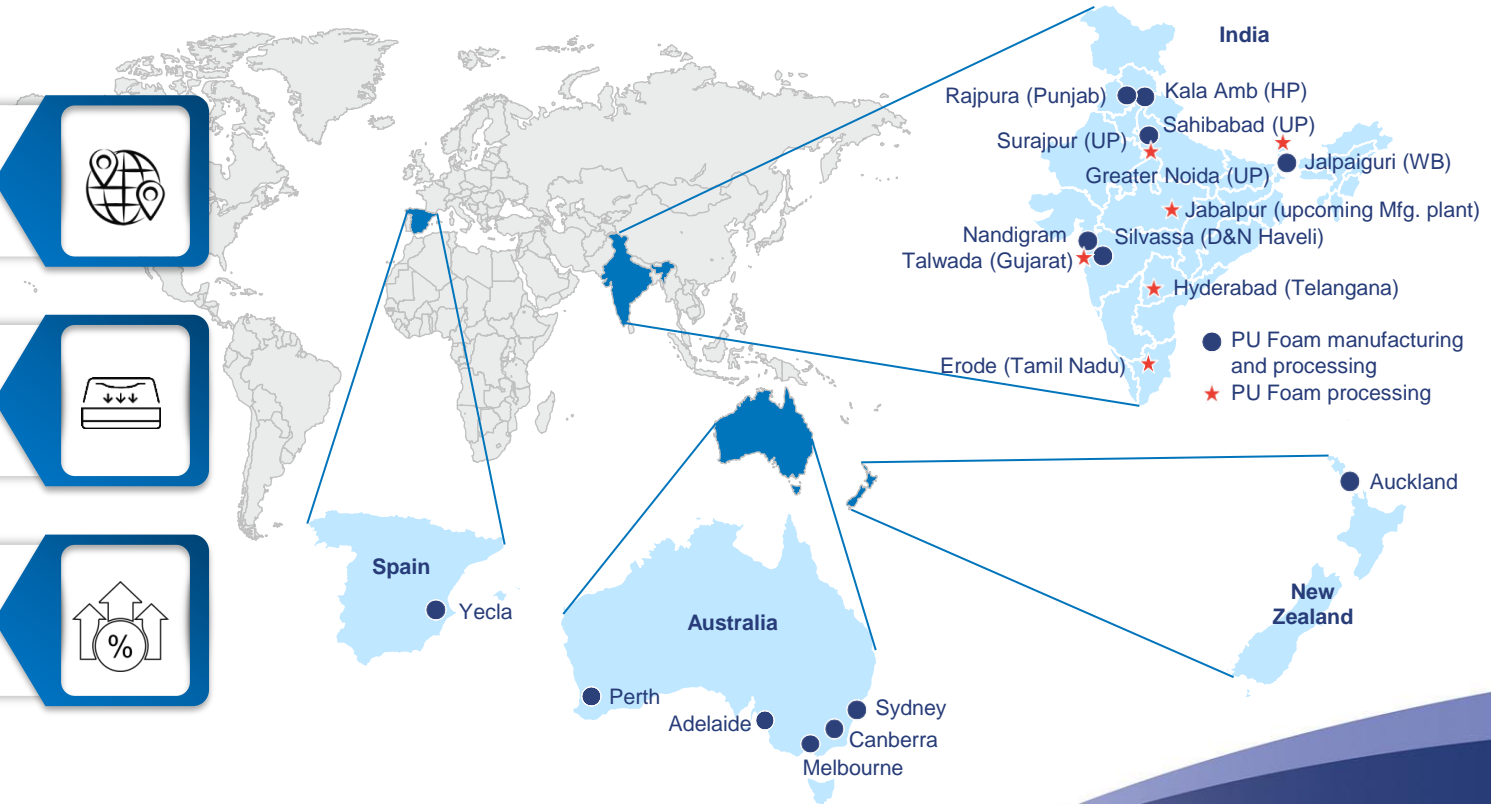 India
Rajpura (Punjab)
Kala Amb (HP)
Sahibabad (UP)
Surajpur (UP)
Jalpaiguri (WB)
Greater Noida (UP)
Jabalpur (upcoming Mfg. plant)
Nandigram
Silvassa (D&N Haveli)
Talwada (Gujarat)
Hyderabad (Telangana)
PU Foam manufacturing
and processing
Erode (Tamil Nadu)
PU Foam processing
Auckland
New
Zealand
Spain
Yecla
Australia
Perth
Adelaide
Sydney
Canberra
Melbourne
%